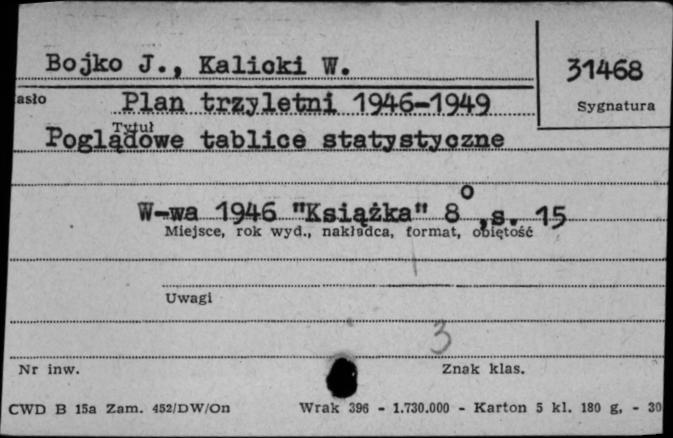 Bojko J., Kalicki W.
31468
asło
Plan trzyletni 1946-1949
Sygnatura
Tytuł
Poglądowe tablice statystyczne
W-wa 1946 "Książka" 8o, s. 15
Miejsce, rok wyd., nakładca, format, objętość
Uwagi
3
Nr inw.
Znak klas.
CWD B 15a Zam. 452/DW/On
Wrak 396 - 1.730.000 - Karton 5 kl. 180 g, - 30